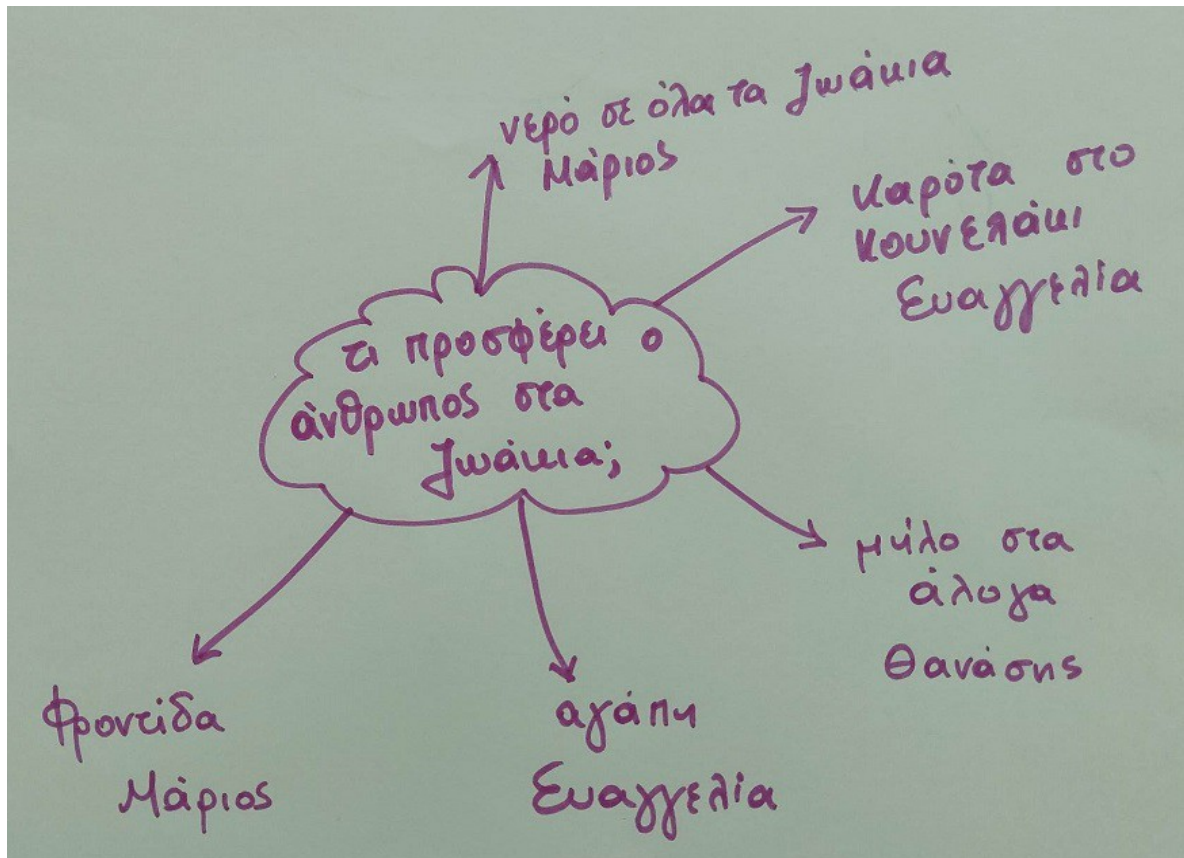 νερό σε όλα τα ζωάκια
Μάριος
καρότα στο
κουνελάκι
Ευαγγελία
τι προσφέρει ο
άνθρωπος στα
ζωάκια;
μήλο στα
άλογα
Θανάσης
αγάπη
Ευαγγελία
Φροντίδα
Μάριος